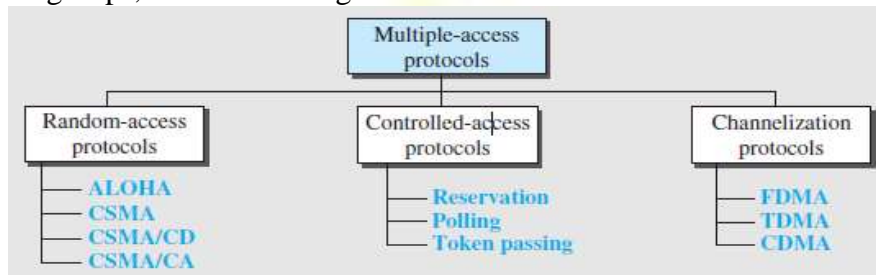 Multiple-access
protocols
Random-access
protocols
Controlled-access
protocols
Channelization
protocols
ALOHA
CSMA
CSMA/CD
CSMA/CA
Reservation
Polling
Token passing
FDMA
TDMA
CDMA